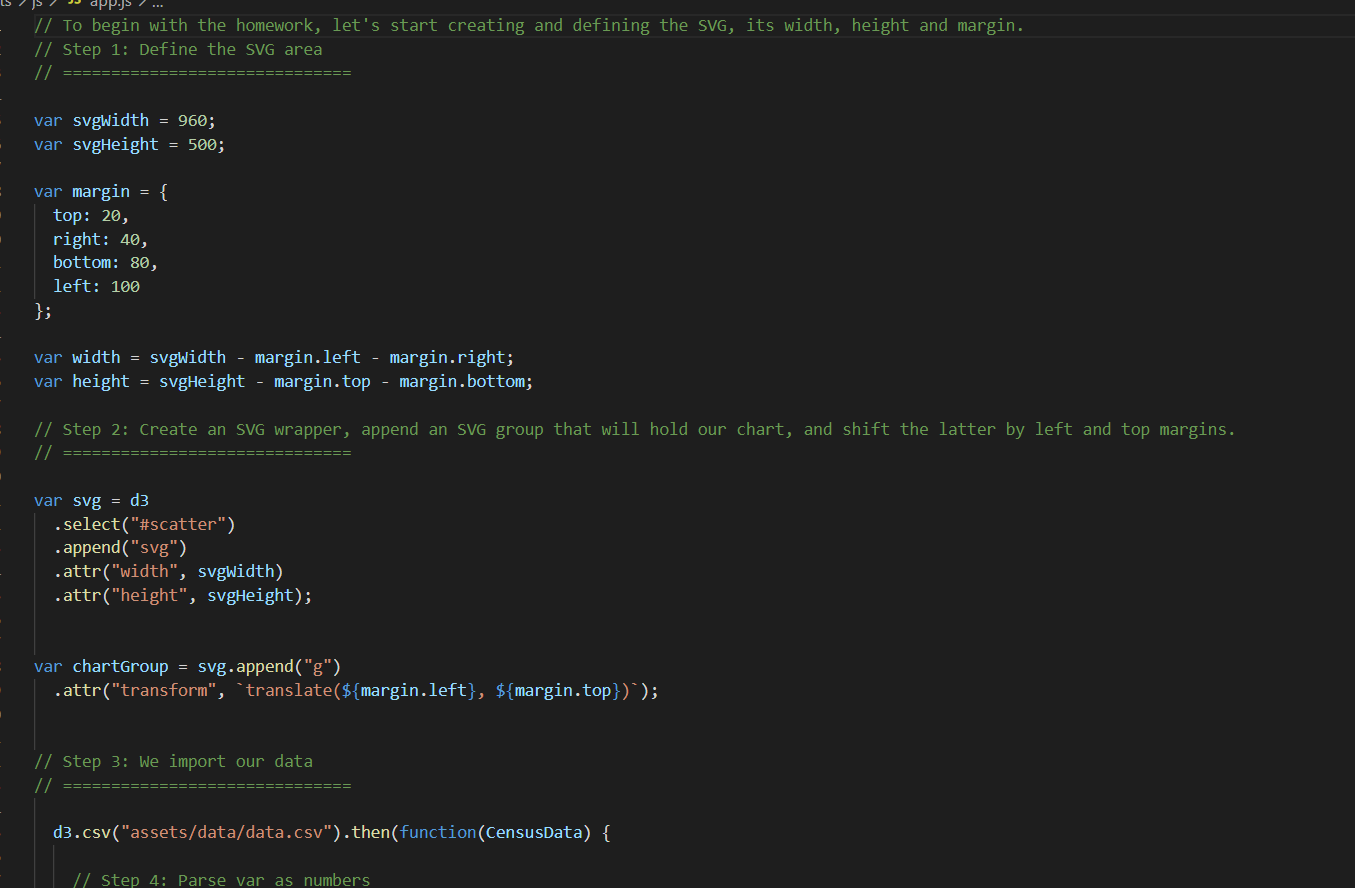 ts > js > JS app.js > ...
// To begin with the homework, let's start creating and defining the SVG, its width, height and margin.
// Step 1: Define the SVG area
// ==============================
var svgWidth = 960;
var svgHeight = 500;
var margin = {
top: 20,
right: 40,
bottom: 80,
left: 100
};
var width = svgWidth - margin.left - margin.right;
var height = svgHeight - margin.top - margin.bottom;
// Step 2: Create an SVG wrapper, append an SVG group that will hold our chart, and shift the latter by left and top margins.
// ==============================
var svg = d3
.select("#scatter")
.append("svg")
.attr("width", svgWidth)
.attr("height", svgHeight);
var chartGroup = svg.append("g")
.attr("transform", `translate(${margin.left}, ${margin.top})`);
// Step 3: We import our data
// ==============================
d3.csv("assets/data/data.csv").then(function(CensusData) {
// Step 4: Parse var as numbers